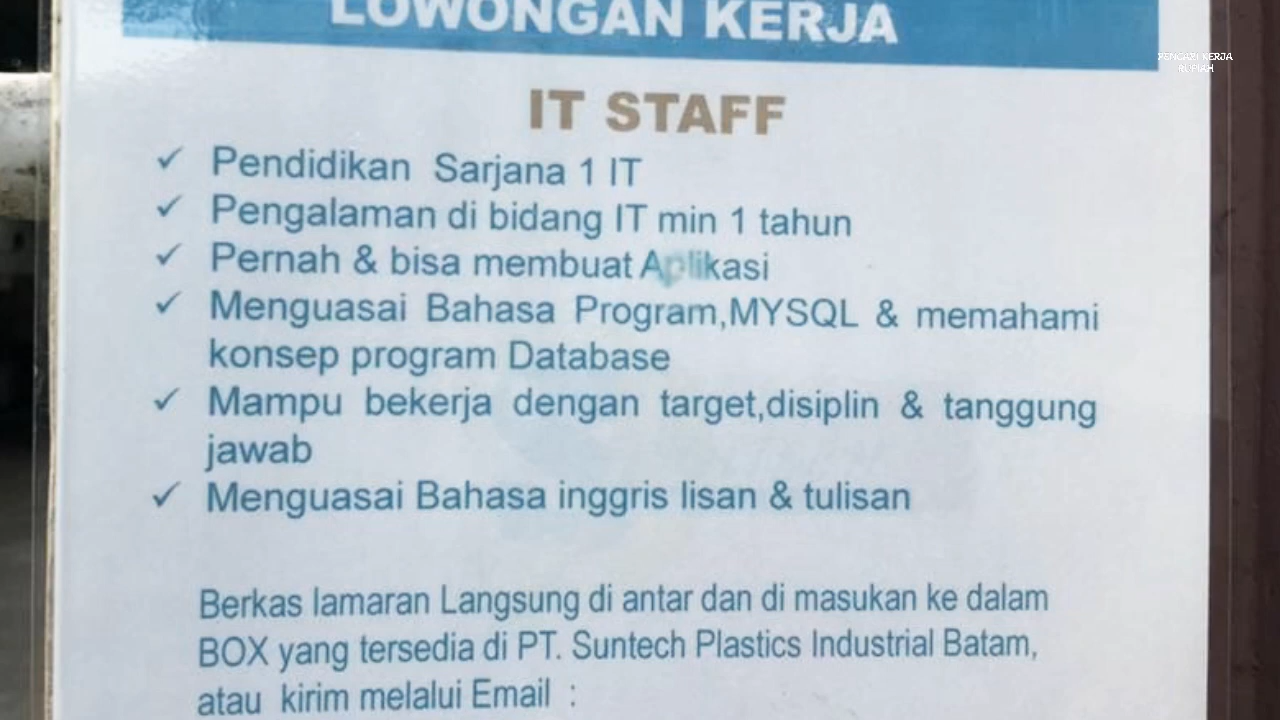 LOWONGAN KERJA
PENCARI KERJA
RUPIAH
IT STAFF
✓ Pendidikan Sarjana 1 IT
✓ Pengalaman di bidang IT min 1 tahun
✓ Pernah & bisa membuat Aplikasi
✓ Menguasai Bahasa Program,MYSQL & memahami
konsep program Database
✓ Mampu bekerja dengan target,disiplin & tanggung
jawab
✓ Menguasai Bahasa inggris lisan & tulisan
Berkas lamaran Langsung di antar dan di masukan ke dalam
BOX yang tersedia di PT. Suntech Plastics Industrial Batam,
atau kirim melalui Email :